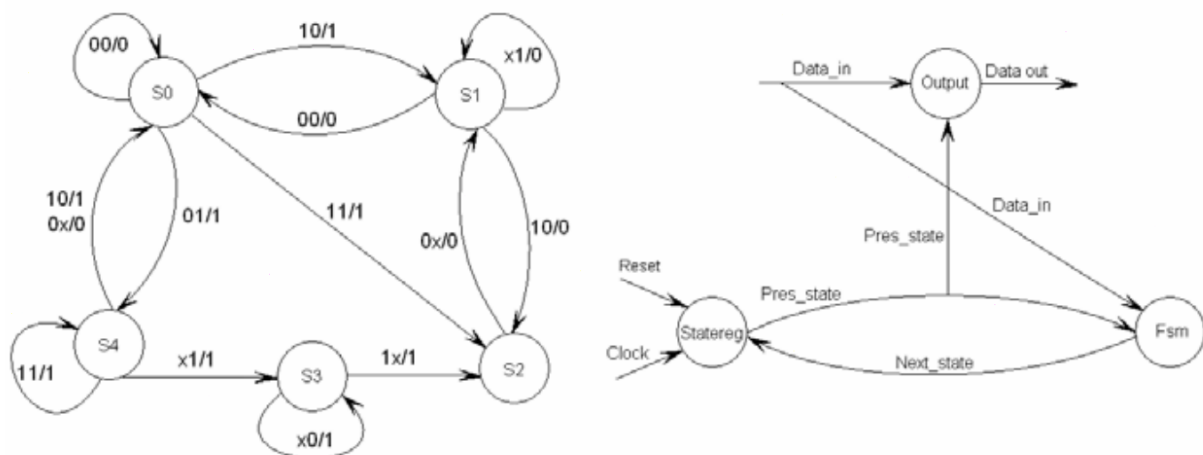 00/0
10/1
x1/0
S0
S1
00/0
10/1
0x/0
01/1
11/1
0x/0
10/0
S4
11/1
x1/1
S3
1x/1
S2
x0/1
Data_in
Output
Data out
Data_in
Pres_state
Reset
Pres_state
Statereg
Fsm
Clock
Next_state